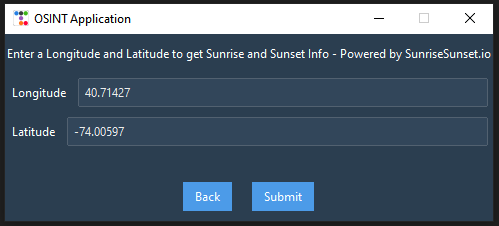 OSINT Application
Enter a Longitude and Latitude to get Sunrise and Sunset Info - Powered by SunriseSunset.io
Longitude 40.71427
Latitude -74.00597
Back Submit